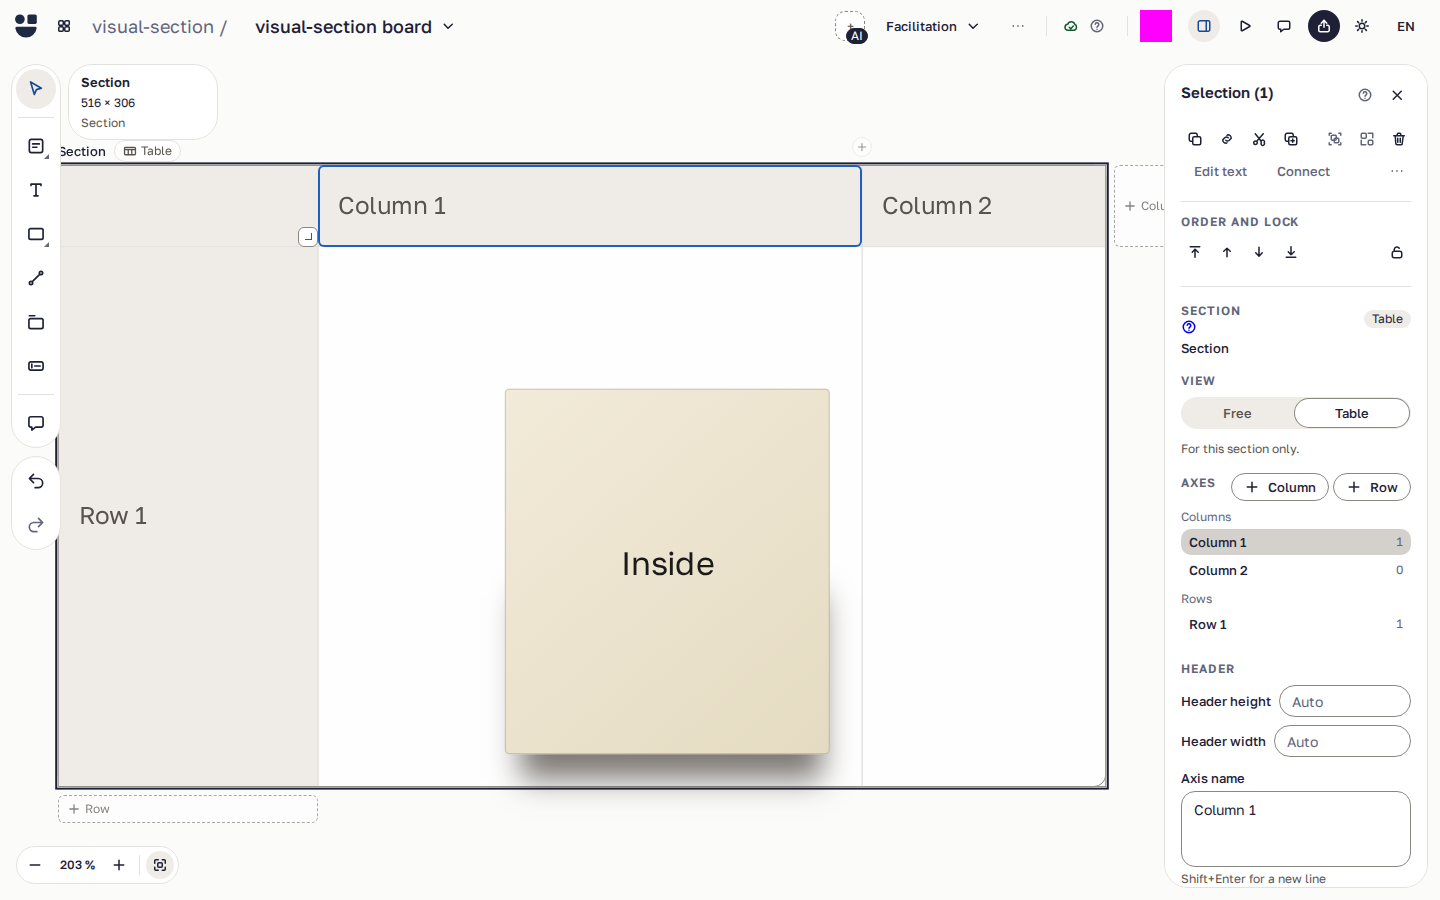 visual-section /
visual-section board
AI
Facilitation
EN
Section
516 × 306
Section
Section
Table
Column 1
Column 2
+ Colu
Row 1
Inside
+ Row
203 %
Selection (1)
Edit text
Connect
ORDER AND LOCK
SECTION
Table
Section
VIEW
Free
Table
For this section only.
AXES
+ Column
+ Row
Columns
Column 1 1
Column 2 0
Rows
Row 1 1
HEADER
Header height Auto
Header width Auto
Axis name
Column 1
Shift+Enter for a new line